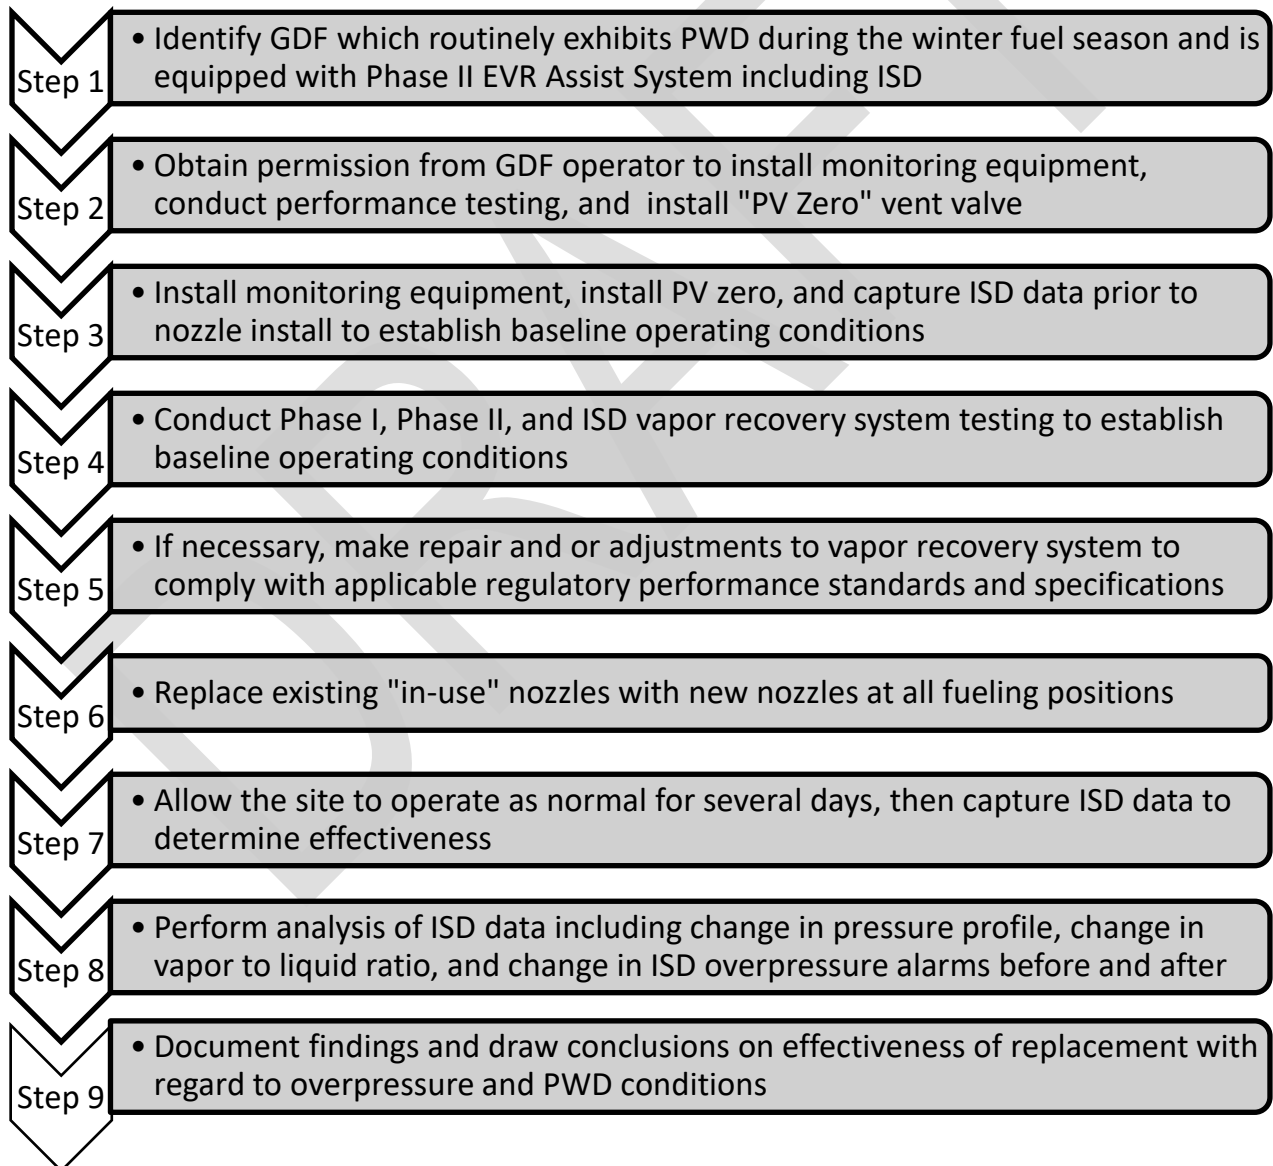 Step 1
• Identify GDF which routinely exhibits PWD during the winter fuel season and is
equipped with Phase II EVR Assist System including ISD
Step 2
• Obtain permission from GDF operator to install monitoring equipment,
conduct performance testing, and  install "PV Zero" vent valve
Step 3
• Install monitoring equipment, install PV zero, and capture ISD data prior to
nozzle install to establish baseline operating conditions
Step 4
• Conduct Phase I, Phase II, and ISD vapor recovery system testing to establish
baseline operating conditions
Step 5
• If necessary, make repair and or adjustments to vapor recovery system to
comply with applicable regulatory performance standards and specifications
Step 6
• Replace existing "in-use" nozzles with new nozzles at all fueling positions
Step 7
• Allow the site to operate as normal for several days, then capture ISD data to
determine effectiveness
Step 8
• Perform analysis of ISD data including change in pressure profile, change in
vapor to liquid ratio, and change in ISD overpressure alarms before and after
Step 9
• Document findings and draw conclusions on effectiveness of replacement with
regard to overpressure and PWD conditions
DRAFT